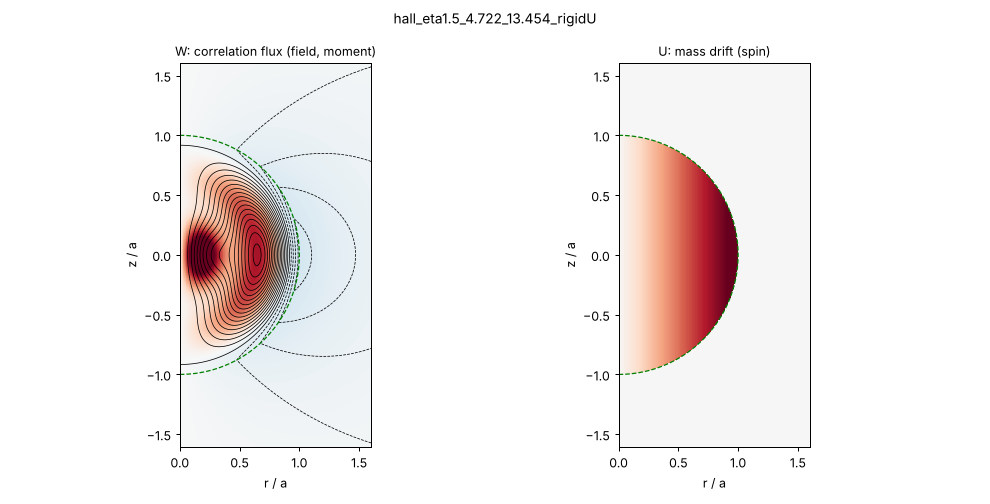 hall_eta1.5_4.722_13.454_rigidU
W: correlation flux (field, moment)
1.5
1.0
0.5
0.0
−0.5
−1.0
−1.5
z / a
0.0 0.5 1.0 1.5
r / a
U: mass drift (spin)
1.5
1.0
0.5
0.0
−0.5
−1.0
−1.5
z / a
0.0 0.5 1.0 1.5
r / a